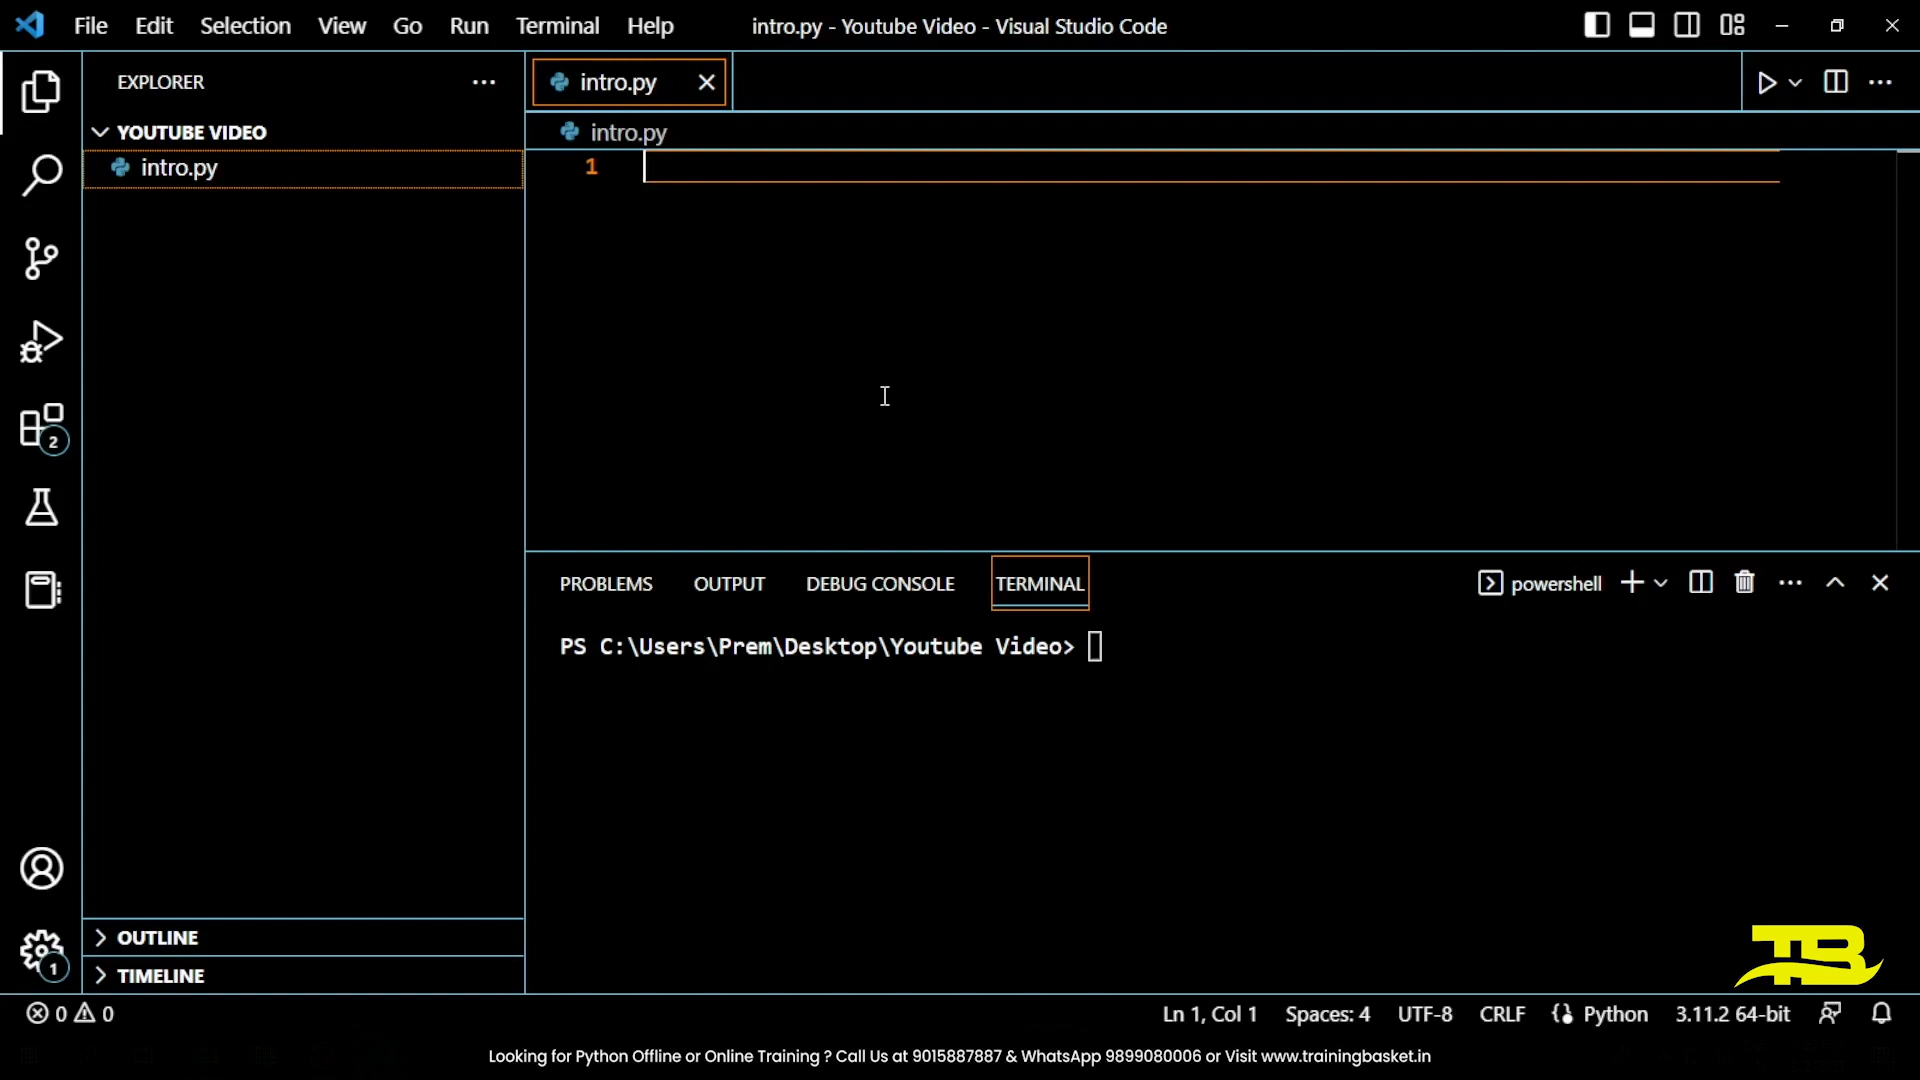 File Edit Selection View Go Run Terminal Help intro.py - Youtube Video - Visual Studio Code
EXPLORER
YOUTUBE VIDEO
intro.py
2
OUTLINE
1
TIMELINE
intro.py
intro.py
1
PROBLEMS OUTPUT DEBUG CONSOLE TERMINAL powershell
PS C:\Users\Prem\Desktop\Youtube Video>
TB
0 0 Ln 1, Col 1 Spaces: 4 UTF-8 CRLF Python 3.11.2 64-bit
Looking for Python Offline or Online Training ? Call Us at 9015887887 & WhatsApp 9899080006 or Visit www.trainingbasket.in